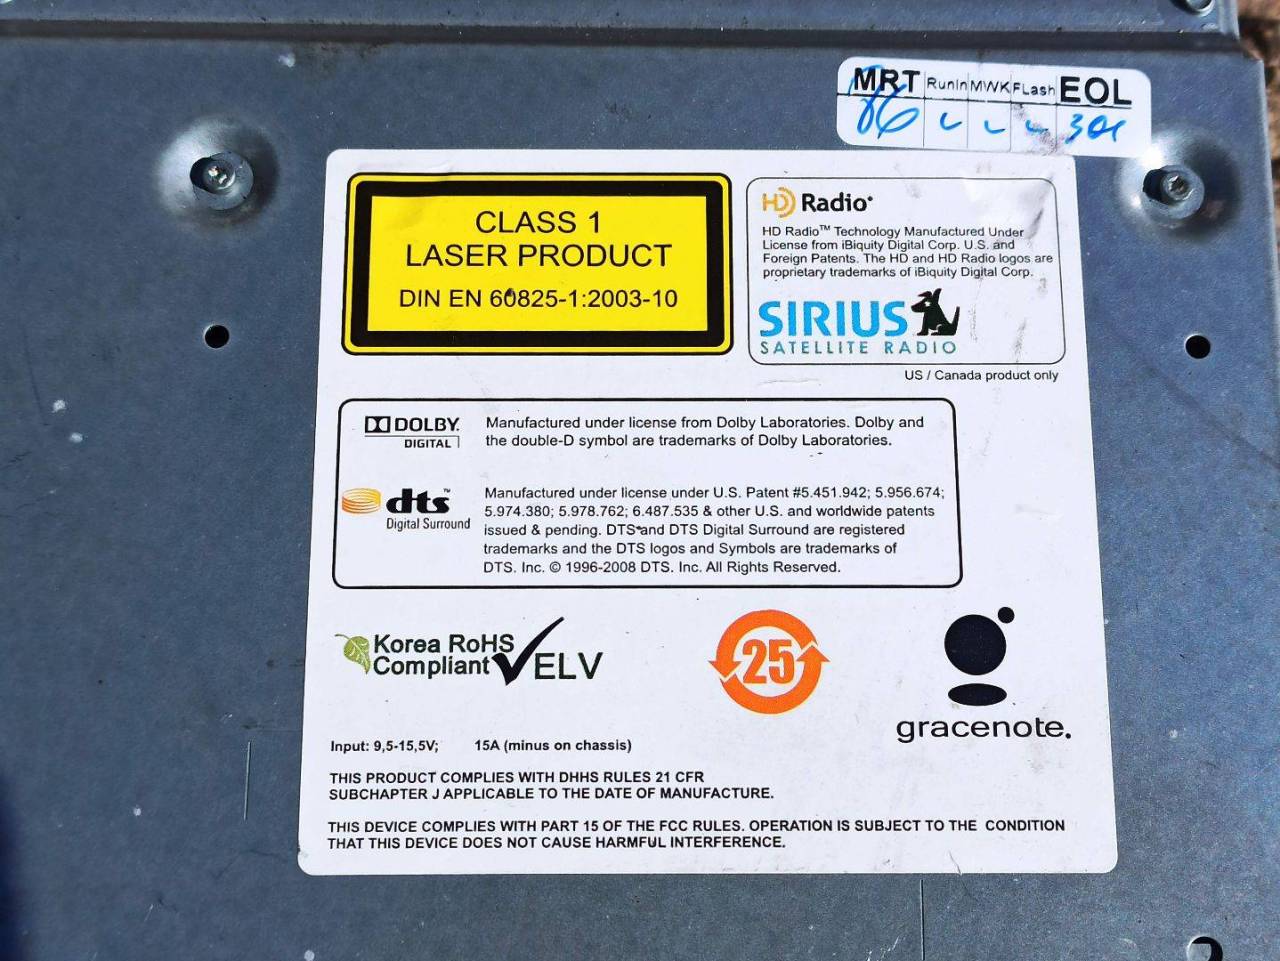 MRT RunIn MWK FLash EOL
CLASS 1
LASER PRODUCT
DIN EN 60825-1:2003-10
HD Radio
HD Radio™ Technology Manufactured Under
License from iBiquity Digital Corp. U.S. and
Foreign Patents. The HD and HD Radio logos are
proprietary trademarks of iBiquity Digital Corp.
SIRIUS
SATELLITE RADIO
US / Canada product only
DOLBY
DIGITAL
Manufactured under license from Dolby Laboratories. Dolby and
the double-D symbol are trademarks of Dolby Laboratories.
dts™
Digital Surround
Manufactured under license under U.S. Patent #5.451.942; 5.956.674;
5.974.380; 5.978.762; 6.487.535 & other U.S. and worldwide patents
issued & pending. DTS and DTS Digital Surround are registered
trademarks and the DTS logos and Symbols are trademarks of
DTS. Inc. © 1996-2008 DTS. Inc. All Rights Reserved.
Korea RoHS
Compliant
ELV
25
gracenote.
Input: 9,5-15,5V; 15A (minus on chassis)
THIS PRODUCT COMPLIES WITH DHHS RULES 21 CFR
SUBCHAPTER J APPLICABLE TO THE DATE OF MANUFACTURE.
THIS DEVICE COMPLIES WITH PART 15 OF THE FCC RULES. OPERATION IS SUBJECT TO THE CONDITION
THAT THIS DEVICE DOES NOT CAUSE HARMFUL INTERFERENCE.